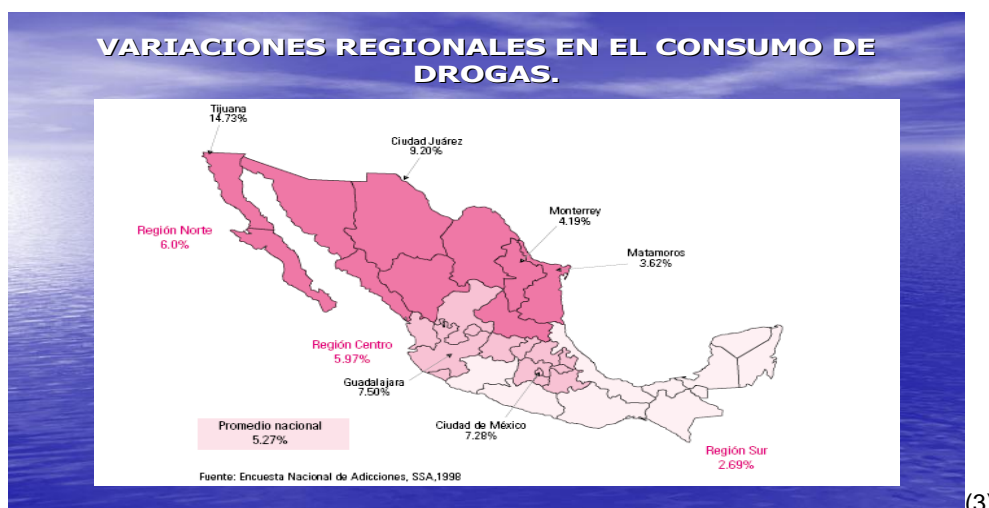 VARIACIONES REGIONALES EN EL CONSUMO DE
DROGAS.
Tijuana
14.73%
Ciudad Juárez
9.20%
Monterrey
4.19%
Región Norte
6.0%
Matamoros
3.62%
Región Centro
5.97%
Guadalajara
7.50%
Promedio nacional
5.27%
Ciudad de México
7.28%
Región Sur
2.69%
Fuente: Encuesta Nacional de Adicciones, SSA,1998
(3)